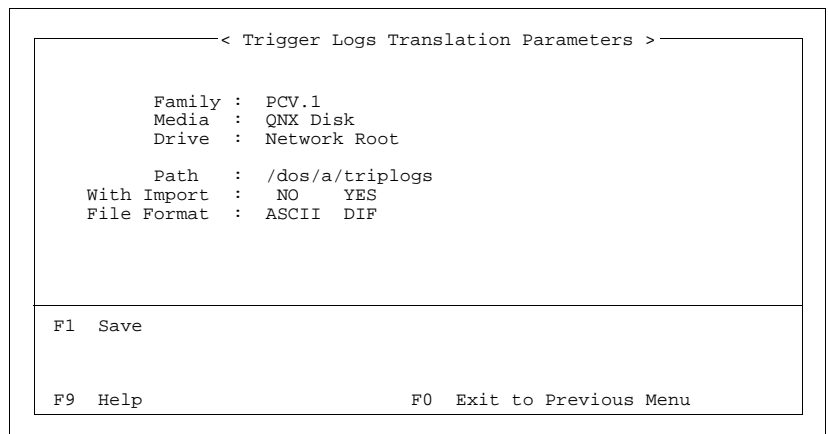 < Trigger Logs Translation Parameters >
Family : PCV.1
Media : QNX Disk
Drive : Network Root
Path : /dos/a/triplogs
With Import : NO YES
File Format : ASCII DIF
F1 Save
F9 Help F0 Exit to Previous Menu